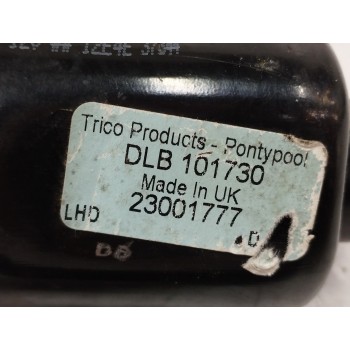 Trico Products - Pontypool
DLB 101730
Made In UK
23001777
LHD
D